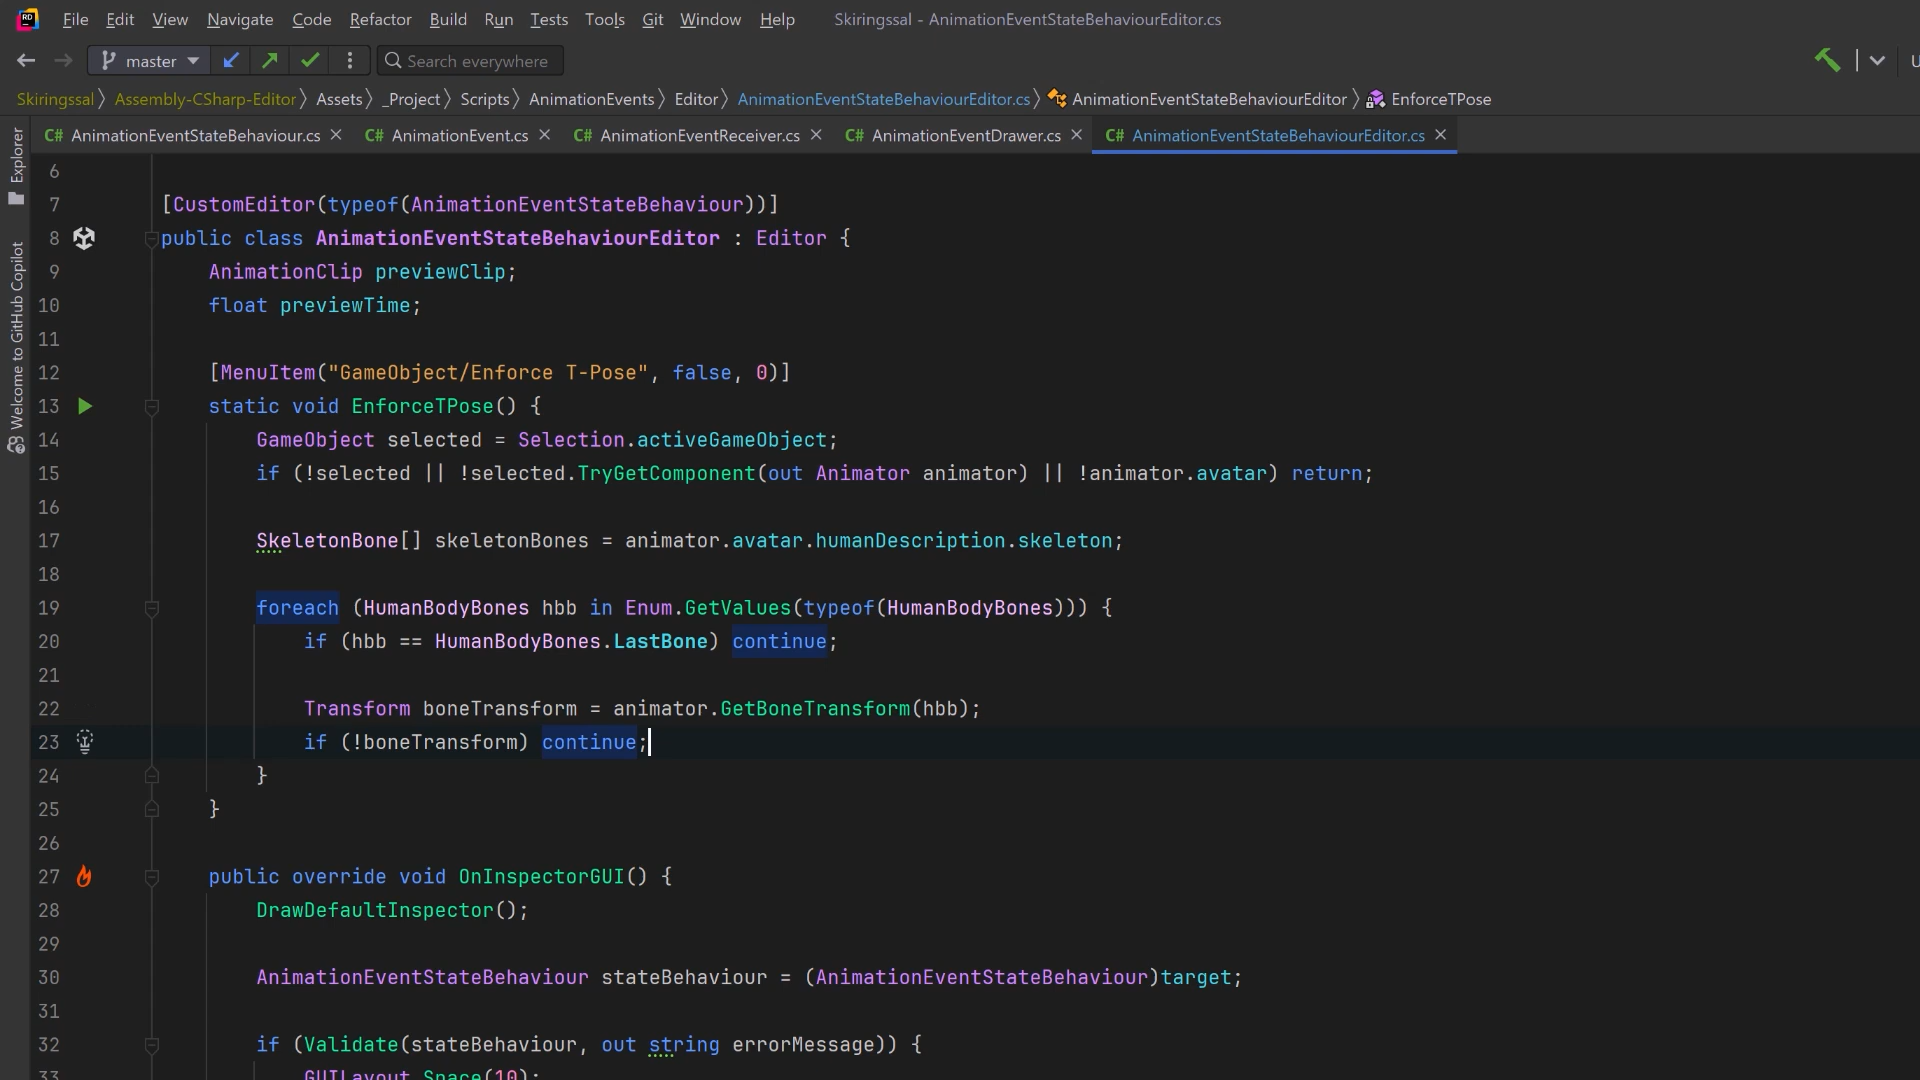 File Edit View Navigate Code Refactor Build Run Tests Tools Git Window Help Skiringssal - AnimationEventStateBehaviourEditor.cs
master Search everywhere
Skiringssal Assembly-CSharp-Editor Assets _Project Scripts AnimationEvents Editor AnimationEventStateBehaviourEditor.cs AnimationEventStateBehaviourEditor EnforceTPose
C# AnimationEventStateBehaviour.cs C# AnimationEvent.cs C# AnimationEventReceiver.cs C# AnimationEventDrawer.cs C# AnimationEventStateBehaviourEditor.cs
Explorer
Welcome to GitHub Copilot
6
7 [CustomEditor(typeof(AnimationEventStateBehaviour))]
8 public class AnimationEventStateBehaviourEditor : Editor {
9 AnimationClip previewClip;
10 float previewTime;
11
12 [MenuItem("GameObject/Enforce T-Pose", false, 0)]
13 static void EnforceTPose() {
14 GameObject selected = Selection.activeGameObject;
15 if (!selected || !selected.TryGetComponent(out Animator animator) || !animator.avatar) return;
16
17 SkeletonBone[] skeletonBones = animator.avatar.humanDescription.skeleton;
18
19 foreach (HumanBodyBones hbb in Enum.GetValues(typeof(HumanBodyBones))) {
20 if (hbb == HumanBodyBones.LastBone) continue;
21
22 Transform boneTransform = animator.GetBoneTransform(hbb);
23 if (!boneTransform) continue;
24 }
25 }
26
27 public override void OnInspectorGUI() {
28 DrawDefaultInspector();
29
30 AnimationEventStateBehaviour stateBehaviour = (AnimationEventStateBehaviour)target;
31
32 if (Validate(stateBehaviour, out string errorMessage)) {
33 GUILayout.Space(10);